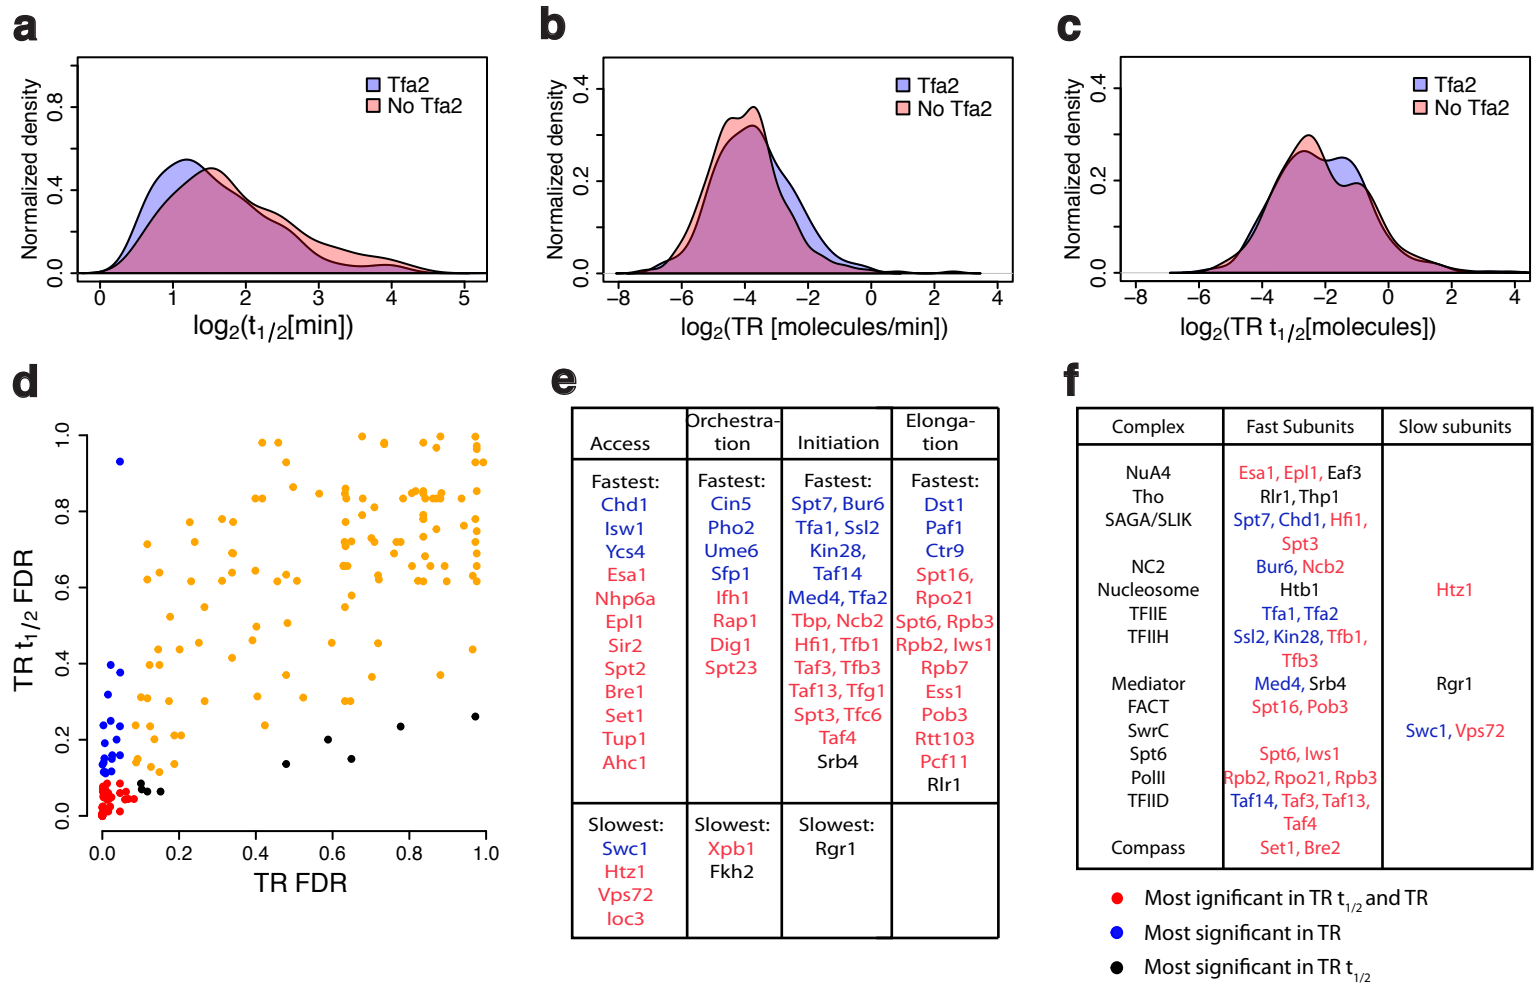 a
Normalized density
0.0
0.4
0.8
Tfa2
No Tfa2
0
1
2
3
4
5
log2(t1/2[min])
b
Normalized density
0.0
0.2
0.4
Tfa2
No Tfa2
−8
−6
−4
−2
0
2
4
log2(TR [molecules/min])
c
Normalized density
0.0
0.2
0.4
Tfa2
No Tfa2
−8
−6
−4
−2
0
2
4
log2(TR t1/2[molecules])
d
TR t1/2 FDR
0.0
0.2
0.4
0.6
0.8
1.0
0.0
0.2
0.4
0.6
0.8
1.0
TR FDR
e
Access
Orchestra-
tion
Initiation
Elonga-
tion
Fastest:
Chd1
Isw1
Ycs4
Esa1
Nhp6a
Epl1
Sir2
Spt2
Bre1
Set1
Tup1
Ahc1
Fastest:
Cin5
Pho2
Ume6
Sfp1
Ifh1
Rap1
Dig1
Spt23
Fastest:
Spt7, Bur6
Tfa1, Ssl2
Kin28,
Taf14
Med4, Tfa2
Tbp, Ncb2
Hfi1, Tfb1
Taf3, Tfb3
Taf13, Tfg1
Spt3, Tfc6
Taf4
Srb4
Fastest:
Dst1
Paf1
Ctr9
Spt16,
Rpo21
Spt6, Rpb3
Rpb2, Iws1
Rpb7
Ess1
Pob3
Rtt103
Pcf11
Rlr1
Slowest:
Swc1
Htz1
Vps72
Ioc3
Slowest:
Xpb1
Fkh2
Slowest:
Rgr1
f
Complex
Fast Subunits
Slow subunits
NuA4
Esa1, Epl1, Eaf3
Tho
Rlr1, Thp1
SAGA/SLIK
Spt7, Chd1, Hfi1,
Spt3
NC2
Bur6, Ncb2
Nucleosome
Htb1
Htz1
TFIIE
Tfa1, Tfa2
TFIIH
Ssl2, Kin28, Tfb1,
Tfb3
Mediator
Med4, Srb4
Rgr1
FACT
Spt16, Pob3
SwrC
Swc1, Vps72
Spt6
Spt6, Iws1
PolII
Rpb2, Rpo21, Rpb3
TFIID
Taf14, Taf3, Taf13,
Taf4
Compass
Set1, Bre2
Most ignificant in TR t1/2 and TR
Most significant in TR
Most significant in TR t1/2